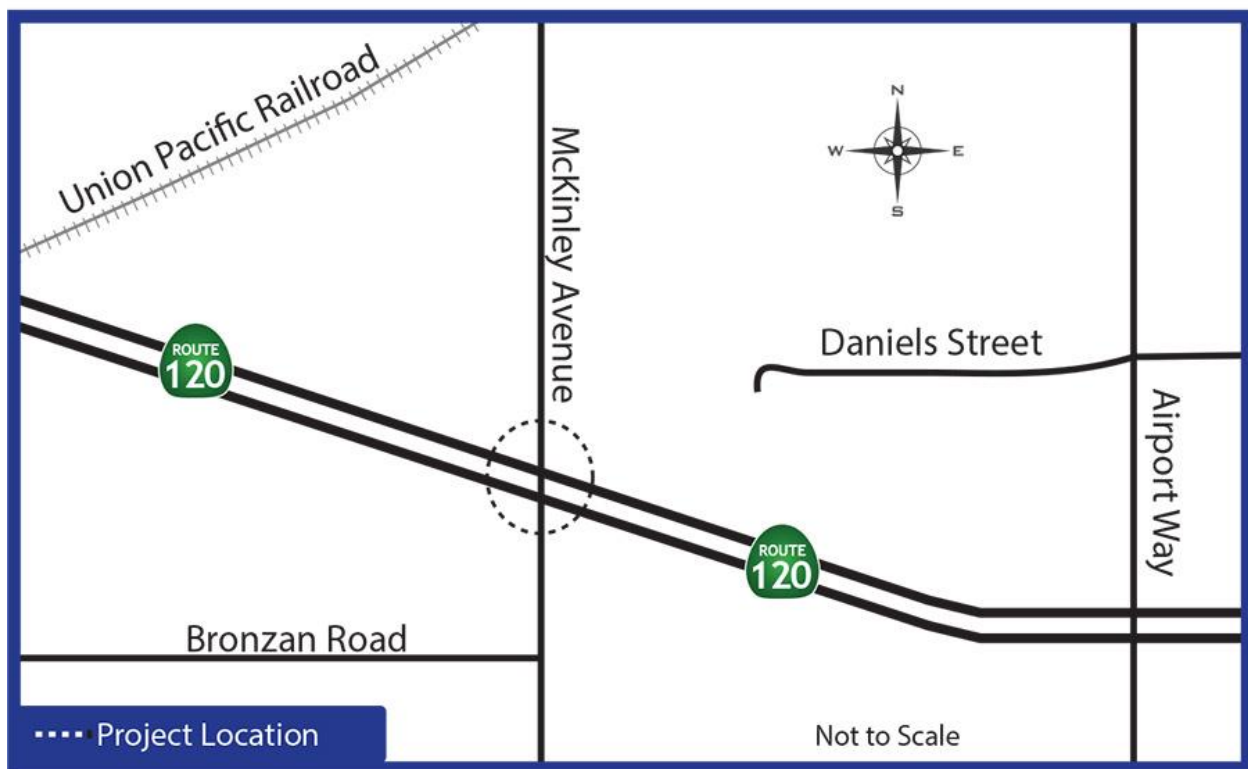 Union Pacific Railroad
McKinley Avenue
N
W
E
S
Daniels Street
ROUTE
120
Airport Way
ROUTE
120
Bronzan Road
Project Location
Not to Scale